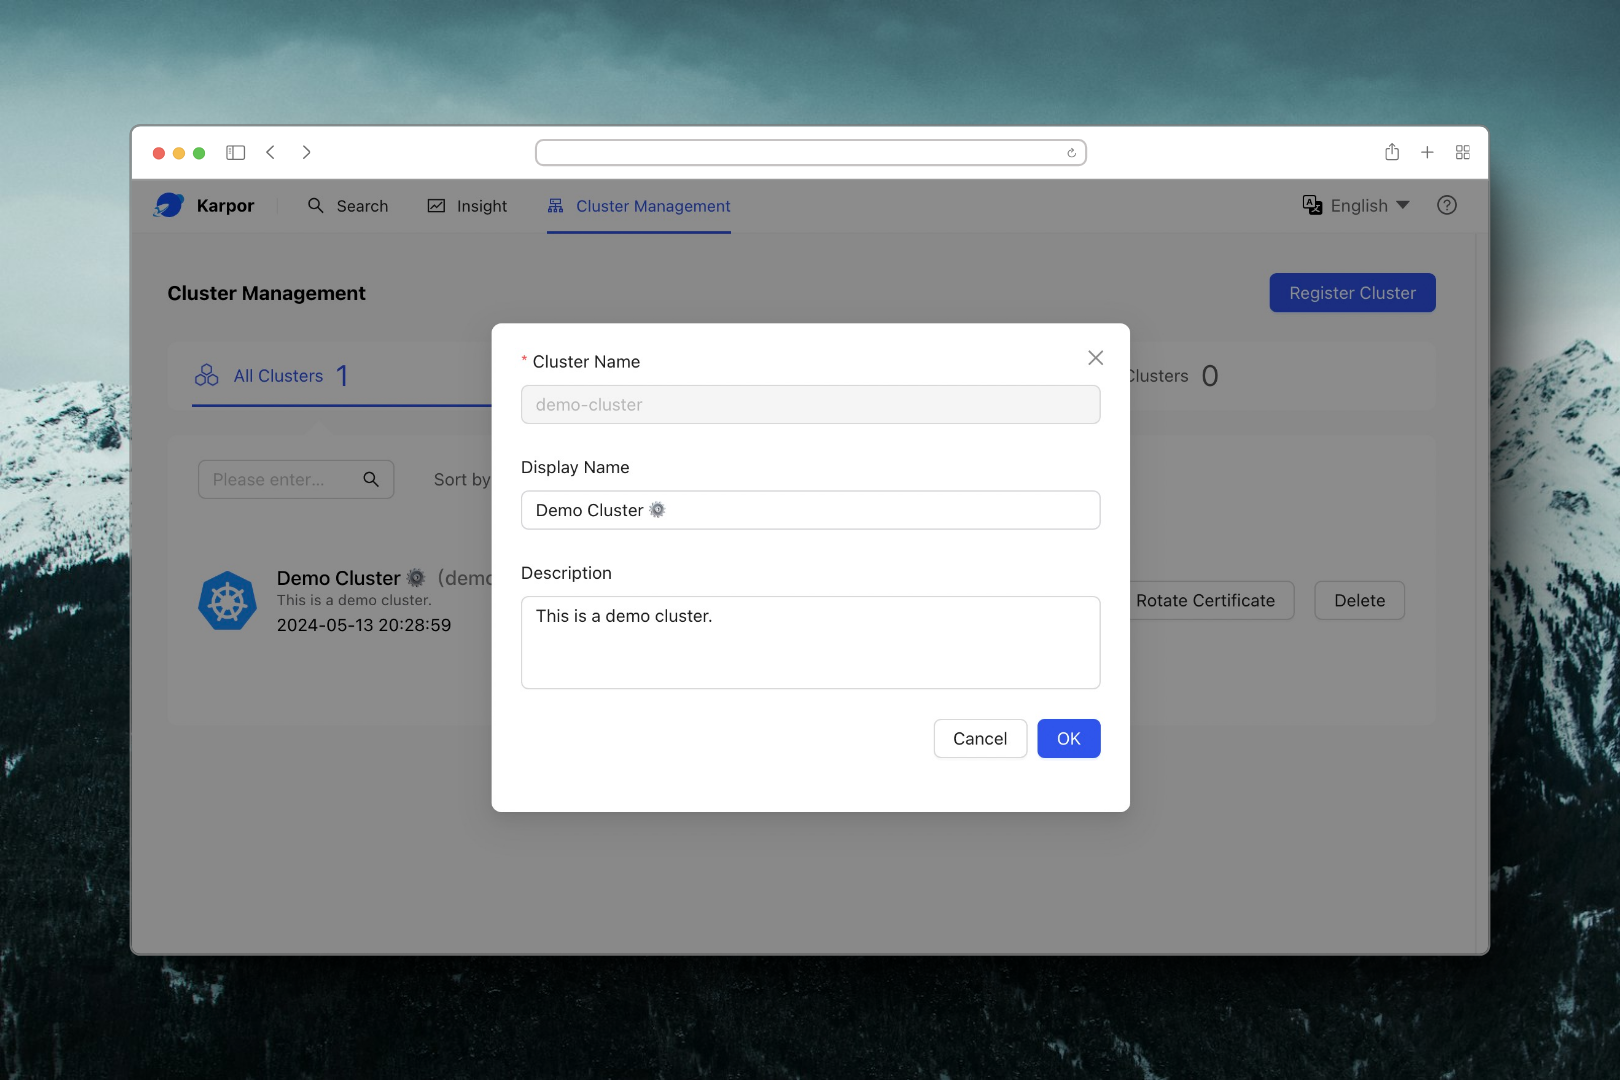 Karpor
Search
Insight
Cluster Management
English
Cluster Management
Register Cluster
All Clusters 1
Clusters 0
Please enter...
Sort by
Demo Cluster ⚙️ (demo
This is a demo cluster.
2024-05-13 20:28:59
Rotate Certificate
Delete
* Cluster Name
demo-cluster
Display Name
Demo Cluster ⚙️
Description
This is a demo cluster.
Cancel
OK